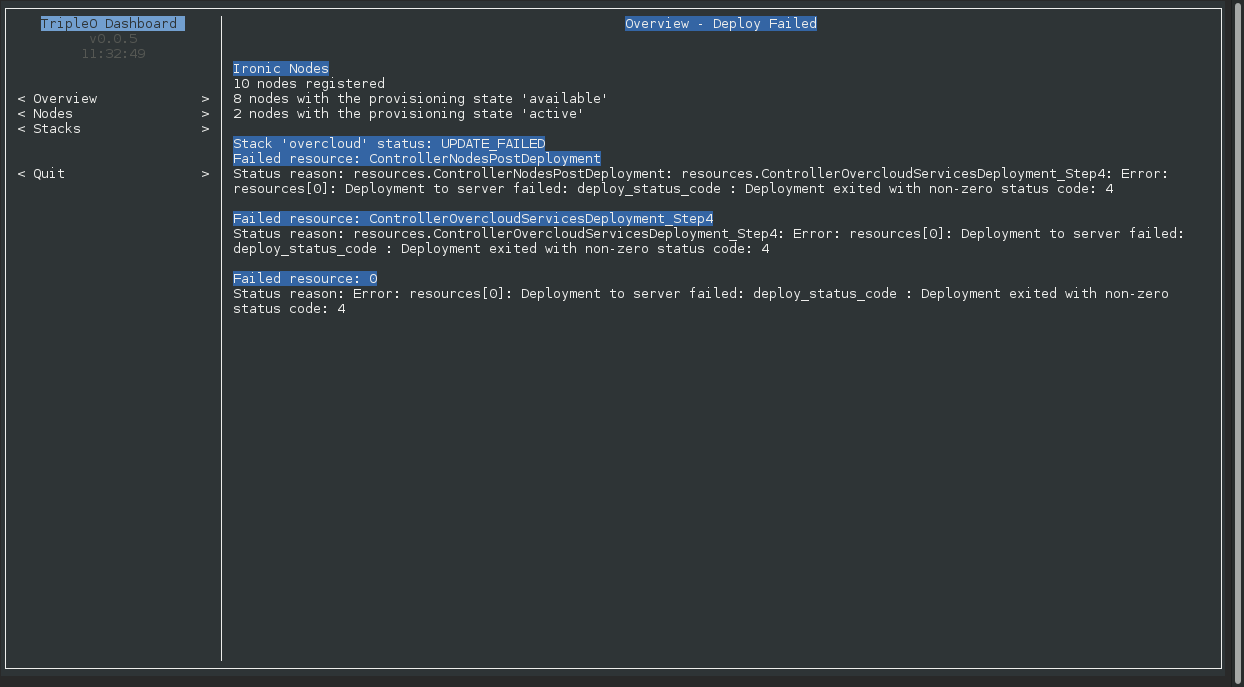 TripleO Dashboard
v0.0.5
11:32:49
< Overview >
< Nodes >
< Stacks >
< Quit >
Overview - Deploy Failed
Ironic Nodes
10 nodes registered
8 nodes with the provisioning state 'available'
2 nodes with the provisioning state 'active'
Stack 'overcloud' status: UPDATE_FAILED
Failed resource: ControllerNodesPostDeployment
Status reason: resources.ControllerNodesPostDeployment: resources.ControllerOvercloudServicesDeployment_Step4: Error:
resources[0]: Deployment to server failed: deploy_status_code : Deployment exited with non-zero status code: 4
Failed resource: ControllerOvercloudServicesDeployment_Step4
Status reason: resources.ControllerOvercloudServicesDeployment_Step4: Error: resources[0]: Deployment to server failed:
deploy_status_code : Deployment exited with non-zero status code: 4
Failed resource: 0
Status reason: Error: resources[0]: Deployment to server failed: deploy_status_code : Deployment exited with non-zero
status code: 4